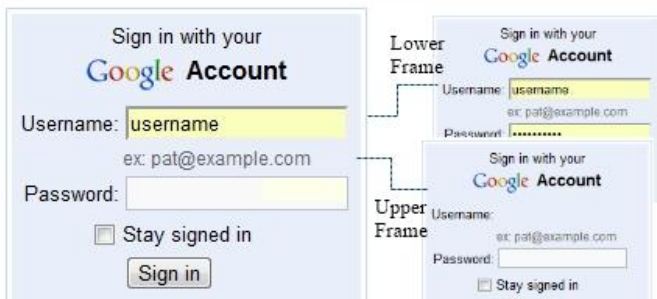 Sign in with your
Google Account
Username: username
ex: pat@example.com
Password:
Stay signed in
Sign in
Lower
Frame
Upper
Frame
Sign in with your
Google Account
Username: username
ex: pat@example.com
Password: ••••••••••
Sign in with your
Google Account
Username:
ex: pat@example.com
Password:
Stay signed in